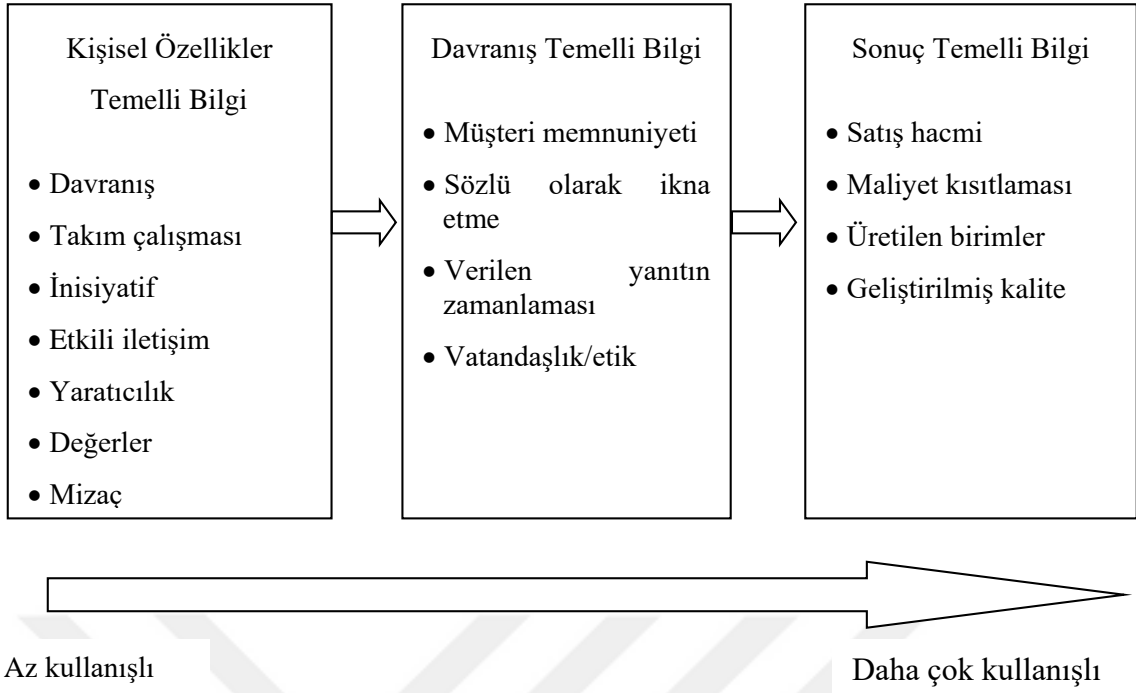 Kişisel Özellikler
Temelli Bilgi
• Davranış
• Takım çalışması
• İnisiyatif
• Etkili iletişim
• Yaratıcılık
• Değerler
• Mizaç
Davranış Temelli Bilgi
• Müşteri memnuniyeti
• Sözlü olarak ikna
etme
• Verilen yanıtın
zamanlaması
• Vatandaşlık/etik
Sonuç Temelli Bilgi
• Satış hacmi
• Maliyet kısıtlaması
• Üretilen birimler
• Geliştirilmiş kalite
Az kullanışlı
Daha çok kullanışlı